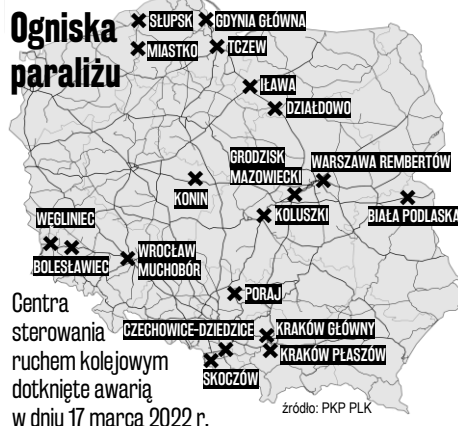 Ogniska
paraliżu
SŁUPSK
GDYNIA GŁÓWNA
MIASTKO
TCZEW
IŁAWA
DZIAŁDOWO
GRODZISK
MAZOWIECKI
WARSZAWA REMBERTÓW
KONIN
KOLUSZKI
BIAŁA PODLASKA
WĘGLINIEC
BOLESŁAWIEC
WROCŁAW
MUCHOBÓR
PORAJ
CZECHOWICE-DZIEDZICE
KRAKÓW GŁÓWNY
KRAKÓW PŁASZÓW
SKOCZÓW
Centra
sterowania
ruchem kolejowym
dotknięte awarią
w dniu 17 marca 2022 r.
źródło: PKP PLK